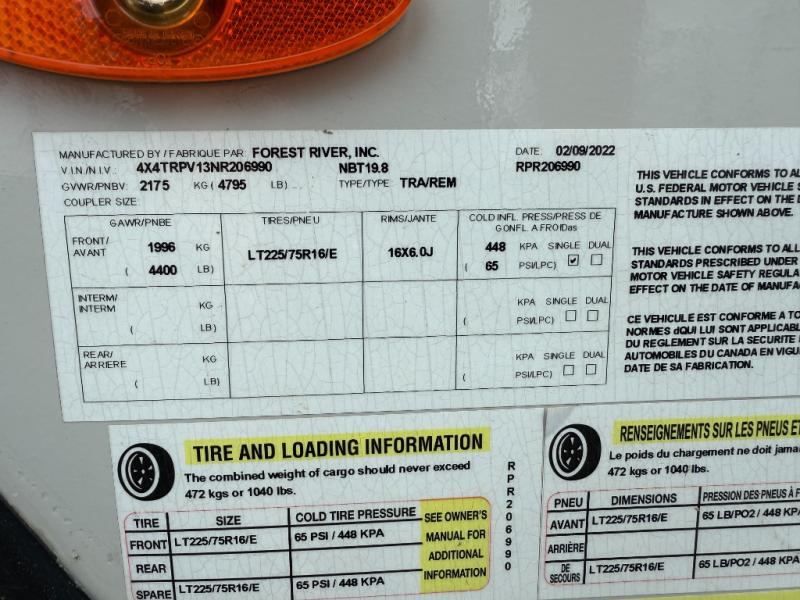 MANUFACTURED BY / FABRIQUE PAR: FOREST RIVER, INC. DATE: 02/09/2022
V.I.N./N.I.V.: 4X4TRPV13NR206990 NBT19.8 RPR206990
GVWR/PNBV: 2175 KG ( 4795 LB) TYPE/TYPE TRA/REM
COUPLER SIZE
GAWR/PNBE TIRES/PNEU RIMS/JANTE COLD INFL. PRESS/PRESS DE
GONFL. A FROIDas
FRONT/ 1996 KG LT225/75R16/E 16X6.0J 448 KPA SINGLE DUAL
AVANT ( 4400 LB) ( 65 PSI/LPC) ✔
INTERM/ KG KPA SINGLE DUAL
INTERM ( LB) ( PSI/LPC)
REAR/ KG KPA SINGLE DUAL
ARRIERE ( LB) ( PSI/LPC)
THIS VEHICLE CONFORMS TO
U.S. FEDERAL MOTOR VEHICLE
STANDARDS IN EFFECT ON THE
MANUFACTURE SHOWN ABOVE.
THIS VEHICLE CONFORMS TO ALL
STANDARDS PRESCRIBED UNDER
MOTOR VEHICLE SAFETY
EFFECT ON THE DATE OF
CE VEHICULE EST CONFORME A
NORMES dQUI LUI SONT
DU REGLEMENT SUR LA SECURITE
AUTOMOBILES DU CANADA EN
DATE DE SA FABRICATION.
TIRE AND LOADING INFORMATION
The combined weight of cargo should never exceed
472 kgs or 1040 lbs.
TIRE SIZE COLD TIRE PRESSURE SEE OWNER'S
MANUAL FOR
ADDITIONAL
INFORMATION
FRONT LT225/75R16/E 65 PSI / 448 KPA
REAR
SPARE LT225/75R16/E 65 PSI / 448 KPA
RPR206990
RENSEIGNEMENTS SUR LES PNEUS ET
Le poids du chargement ne doit
472 kgs or 1040 lbs.
PNEU DIMENSIONS PRESSION DES PNEUS À
AVANT LT225/75R16/E 65 LB/PO2 / 448
ARRIÈRE
DE
SECOURS LT225/75R16/E 65 LB/PO2 / 448